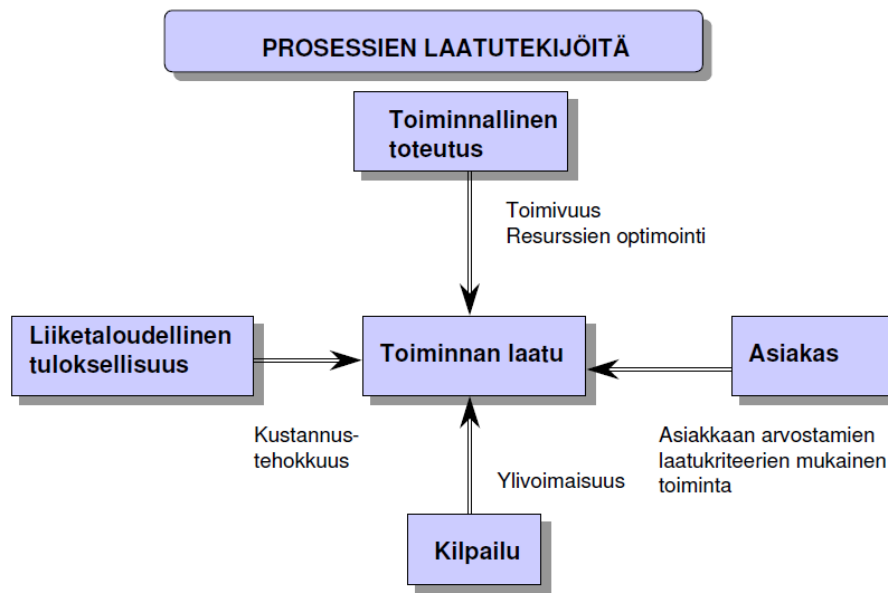 PROSESSIEN LAATUTEKIJÖITÄ
Toiminnallinen
toteutus
Toimivuus
Resurssien optimointi
Liiketaloudellinen
tuloksellisuus
Toiminnan laatu
Asiakas
Kustannus-
tehokkuus
Ylivoimaisuus
Asiakkaan arvostamien
laatukriteerien mukainen
toiminta
Kilpailu